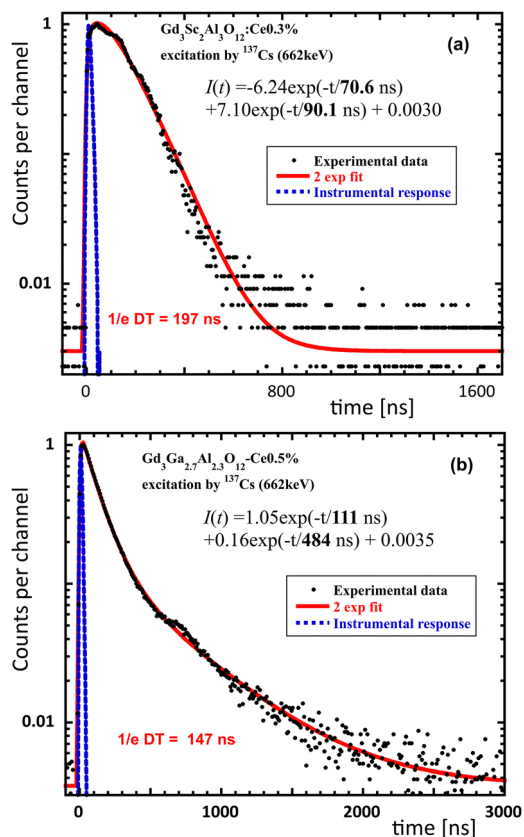 Gd₃Sc₂Al₃O₁₂:Ce0.3%
(a)
excitation by ¹³⁷Cs (662keV)
I(t) =-6.24exp(-t/70.6 ns)
+7.10exp(-t/90.1 ns) + 0.0030
Experimental data
2 exp fit
Instrumental response
1/e DT = 197 ns
Counts per channel
1
0.01
0
800
1600
time [ns]
Gd₃Ga₂.₇Al₂.₃O₁₂-Ce0.5%
(b)
excitation by ¹³⁷Cs (662keV)
I(t) =1.05exp(-t/111 ns)
+0.16exp(-t/484 ns) + 0.0035
Experimental data
2 exp fit
Instrumental response
1/e DT = 147 ns
Counts per channel
1
0.01
0
1000
2000
3000
time [ns]